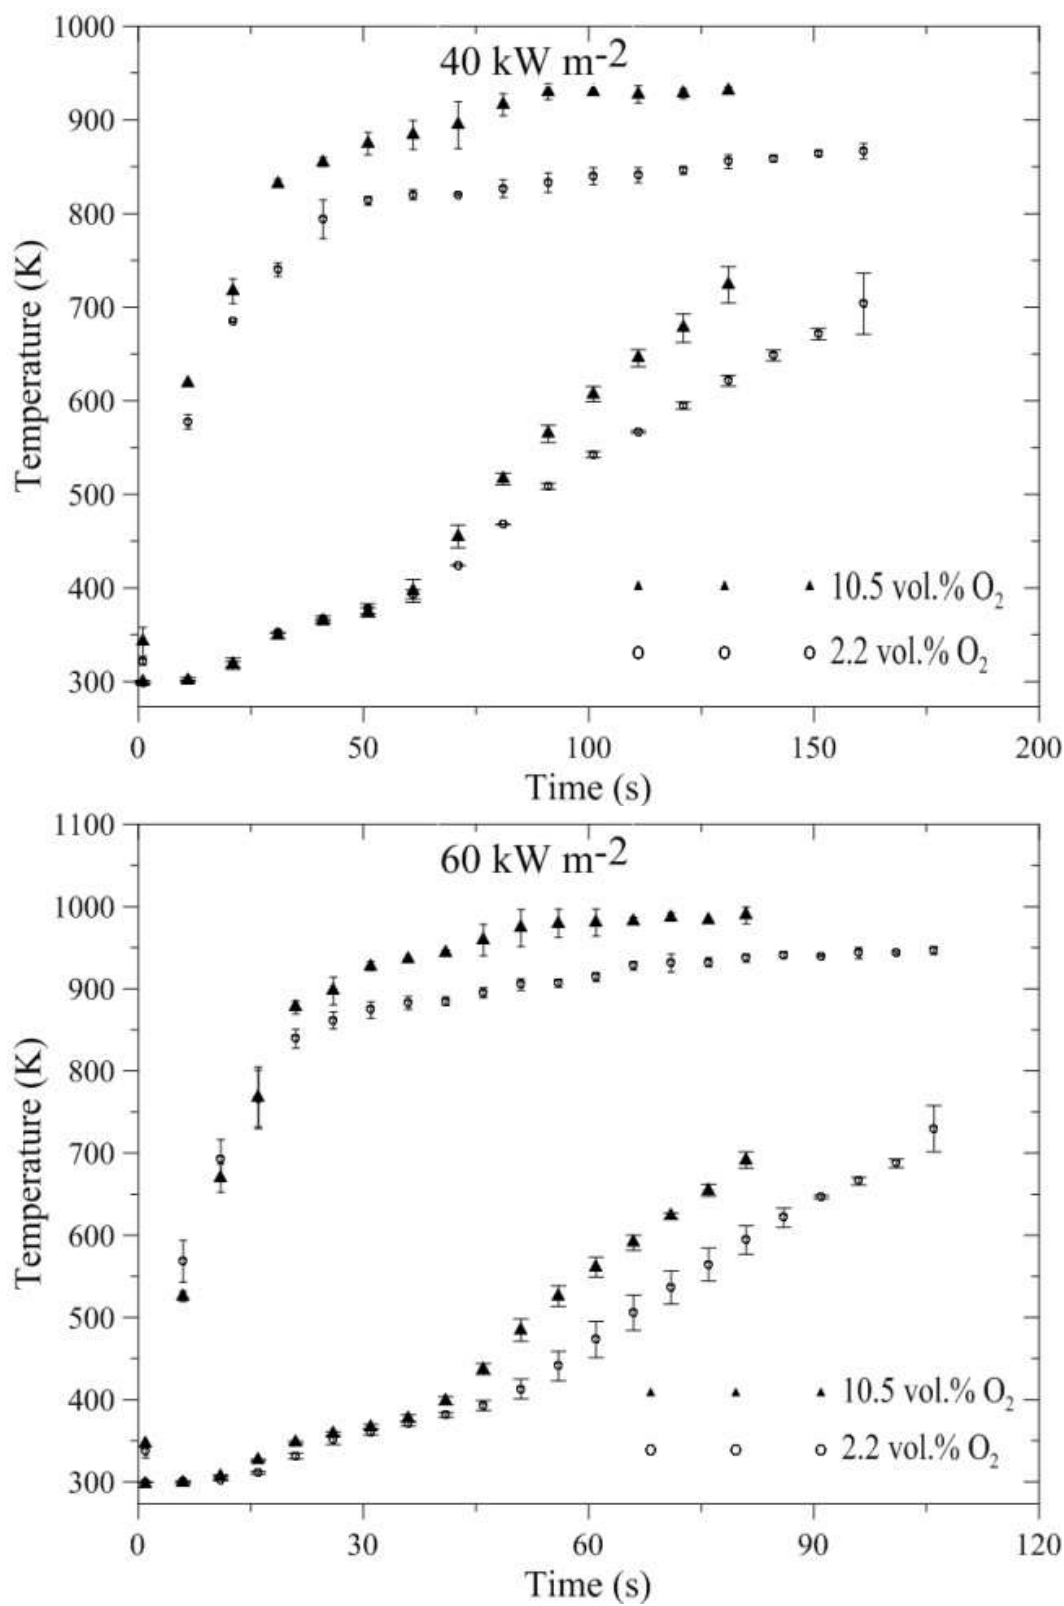 1000
40 kW m-2
900
800
700
600
500
400
300
Temperature (K)
10.5 vol.% O₂
2.2 vol.% O₂
0 50 100 150 200
Time (s)
1100
60 kW m-2
1000
900
800
700
600
500
400
300
Temperature (K)
10.5 vol.% O₂
2.2 vol.% O₂
0 30 60 90 120
Time (s)